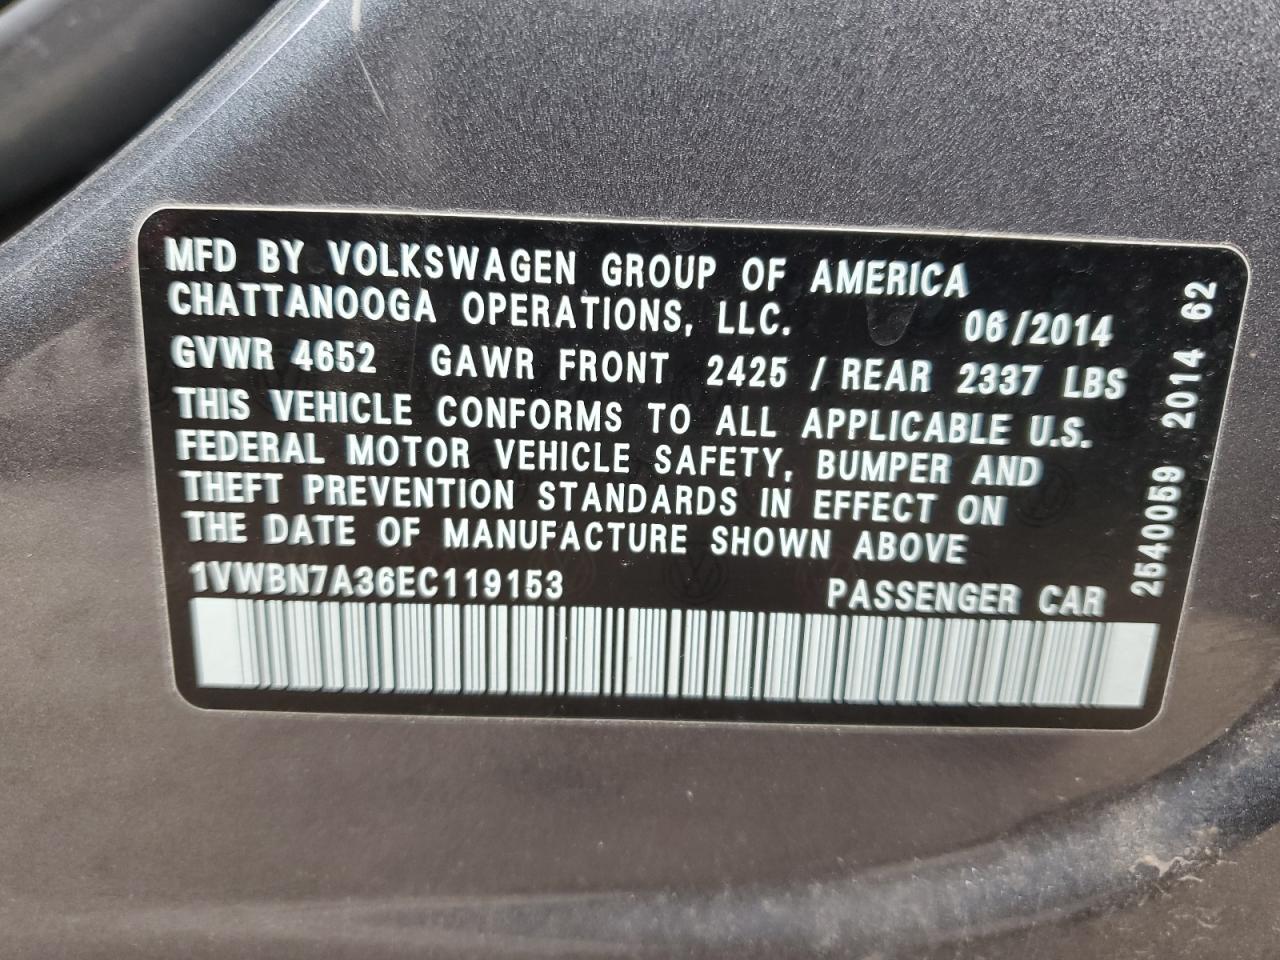 MFD BY VOLKSWAGEN GROUP OF AMERICA
CHATTANOOGA OPERATIONS, LLC. 06/2014
GVWR 4652 GAWR FRONT 2425 / REAR 2337 LBS
THIS VEHICLE CONFORMS TO ALL APPLICABLE U.S.
FEDERAL MOTOR VEHICLE SAFETY, BUMPER AND
THEFT PREVENTION STANDARDS IN EFFECT ON
THE DATE OF MANUFACTURE SHOWN ABOVE
1VWBN7A36EC119153 PASSENGER CAR
2540059 2014 62